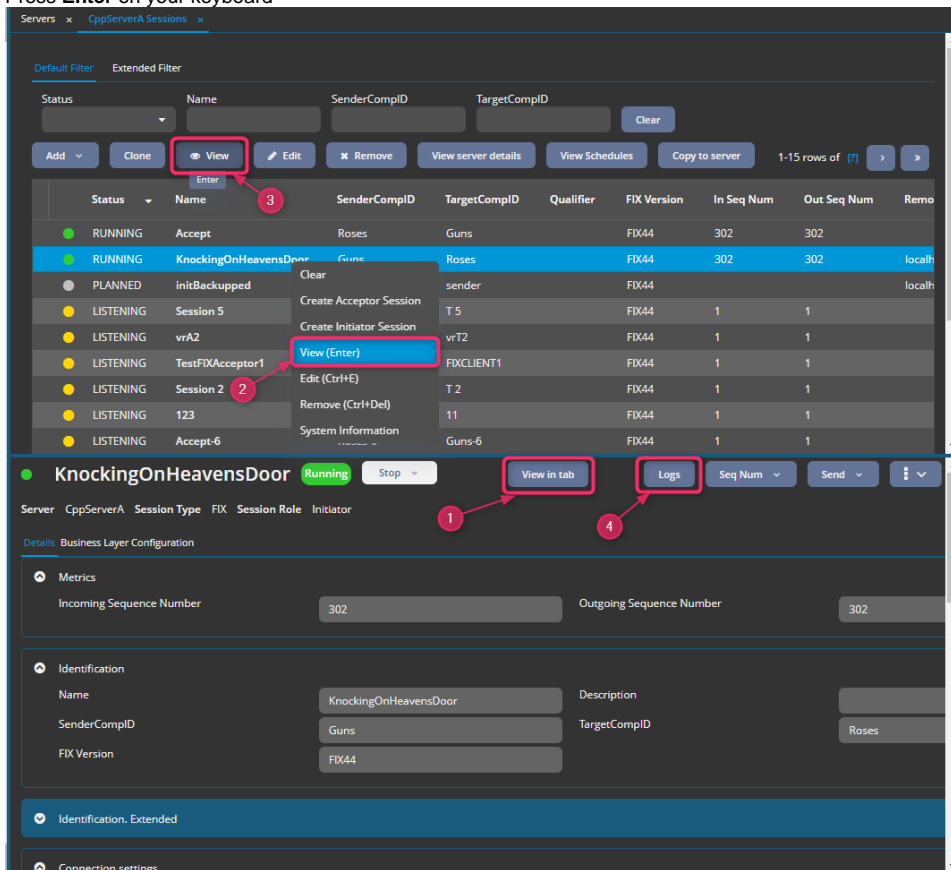 Press Enter on your keyboard
Servers × CppServerA Sessions ×
Default Filter Extended Filter
Status Name SenderCompID TargetCompID
Clear
Add Clone View Edit Remove View server details View Schedules Copy to server 1-15 rows of [?] › »
Enter
3
Status Name SenderCompID TargetCompID Qualifier FIX Version In Seq Num Out Seq Num Remo
RUNNING Accept Roses Guns FIX44 302 302
RUNNING KnockingOnHeavensDoor Guns Roses FIX44 302 302 localh
PLANNED initBackupped sender FIX44 localh
LISTENING Session 5 T 5 FIX44 1 1
LISTENING vrA2 vrT2 FIX44 1 1
LISTENING TestFIXAcceptor1 FIXCLIENT1 FIX44 1 1
LISTENING Session 2 T 2 FIX44 1 1
LISTENING 123 11 FIX44 1 1
LISTENING Accept-6 Guns-6 FIX44 1 1
Clear
Create Acceptor Session
Create Initiator Session
View (Enter)
Edit (Ctrl+E)
2
Remove (Ctrl+Del)
System Information
KnockingOnHeavensDoor Running Stop View in tab Logs Seq Num Send
1 4
Server CppServerA Session Type FIX Session Role Initiator
Details Business Layer Configuration
Metrics
Incoming Sequence Number 302 Outgoing Sequence Number 302
Identification
Name KnockingOnHeavensDoor Description
SenderCompID Guns TargetCompID Roses
FIX Version FIX44
Identification. Extended
Connection settings